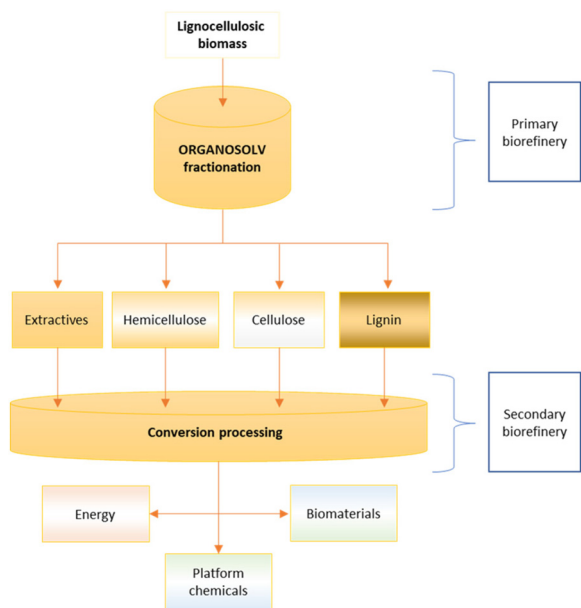 Lignocellulosic
biomass
ORGANOSOLV
fractionation
Primary
biorefinery
Extractives
Hemicellulose
Cellulose
Lignin
Conversion processing
Secondary
biorefinery
Energy
Biomaterials
Platform
chemicals